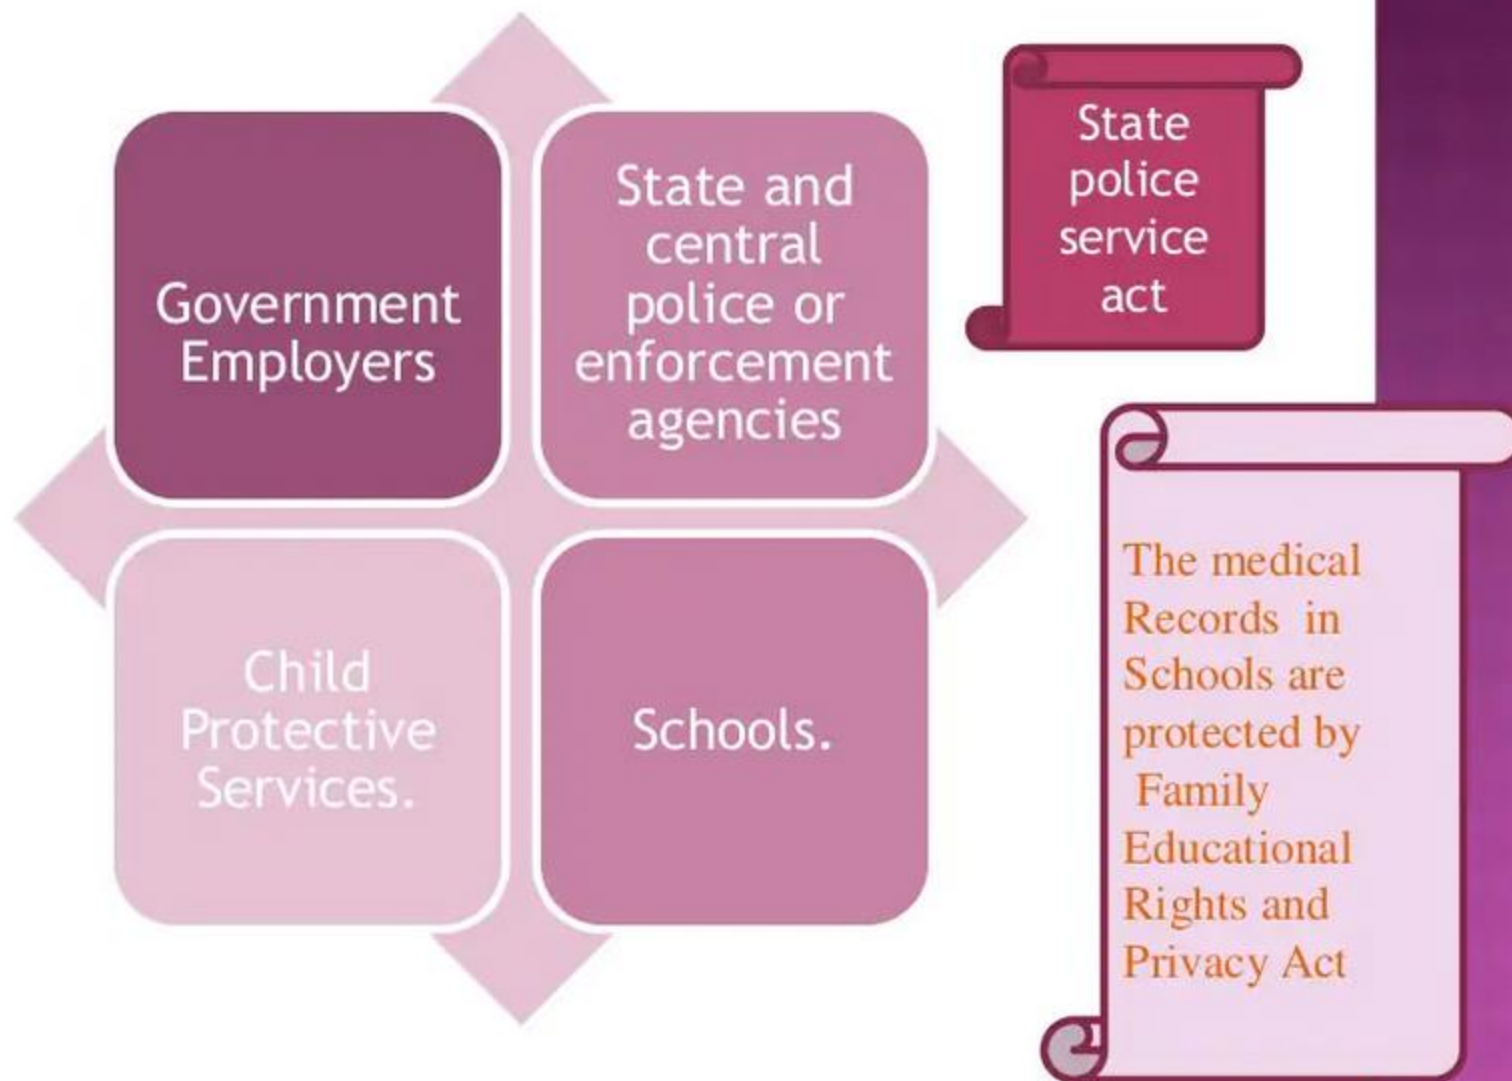 Government
Employers
State and
central
police or
enforcement
agencies
Child
Protective
Services.
Schools.
State
police
service
act
The medical
Records in
Schools are
protected by
Family
Educational
Rights and
Privacy Act